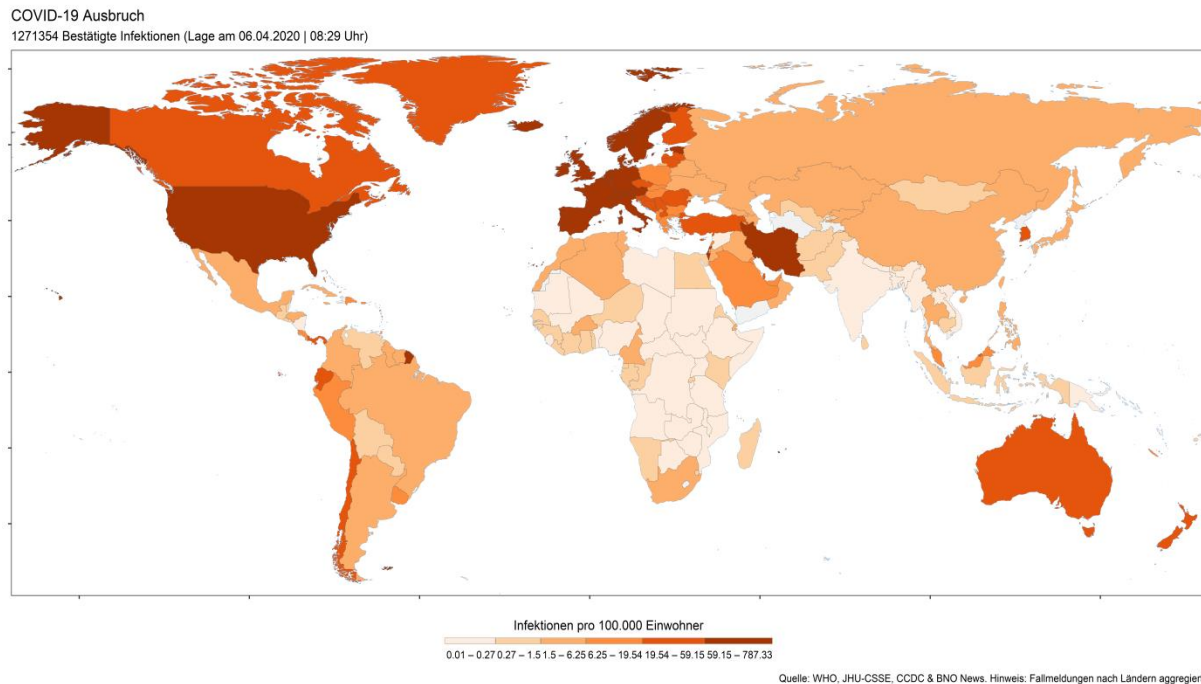 COVID-19 Ausbruch
1271354 Bestätigte Infektionen (Lage am 06.04.2020 | 08:29 Uhr)
Infektionen pro 100.000 Einwohner
0.01 – 0.27 0.27 – 1.5 1.5 – 6.25 6.25 – 19.54 19.54 – 59.15 59.15 – 787.33
Quelle: WHO, JHU-CSSE, CCDC & BNO News. Hinweis: Fallmeldungen nach Ländern aggregier